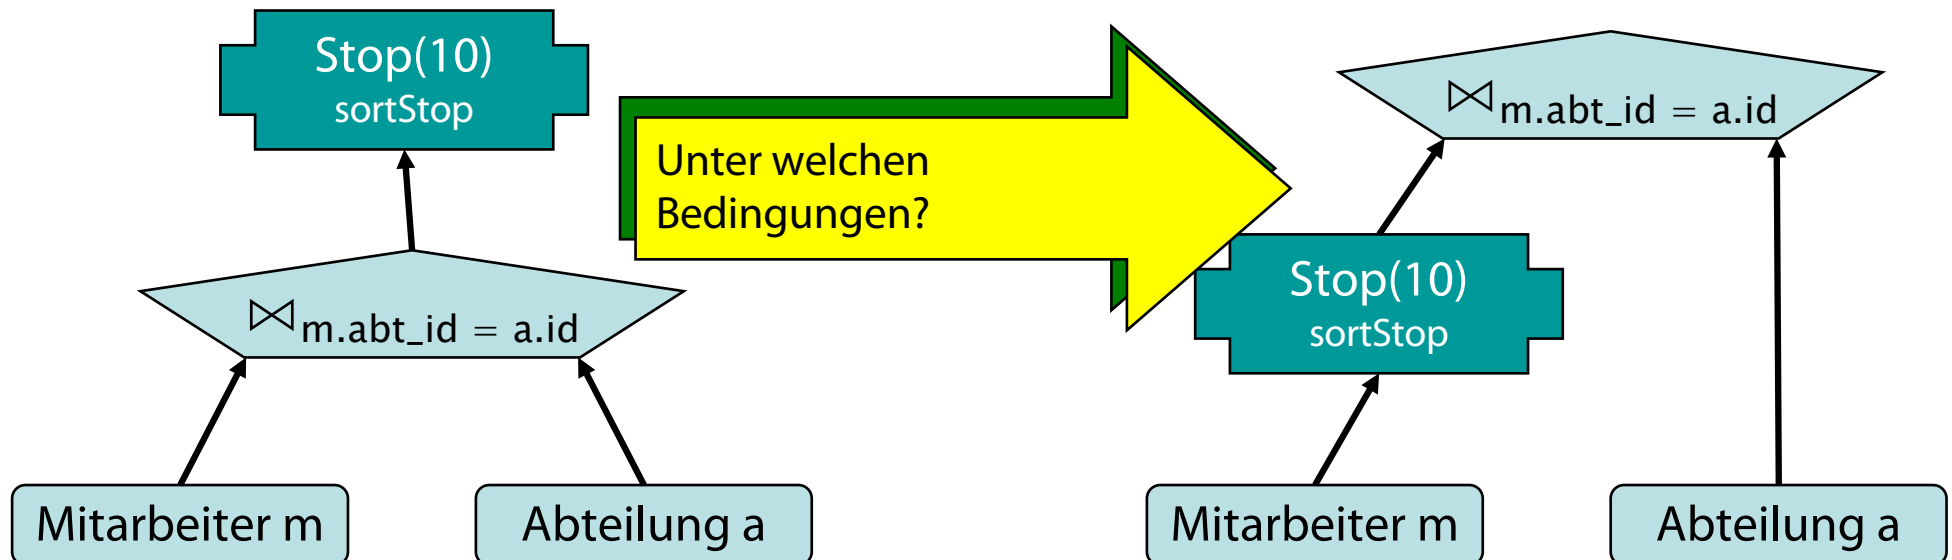 Stop(10)
sortStop
⋈m.abt_id = a.id
Mitarbeiter m
Abteilung a
Unter welchen
Bedingungen?
⋈m.abt_id = a.id
Stop(10)
sortStop
Mitarbeiter m
Abteilung a